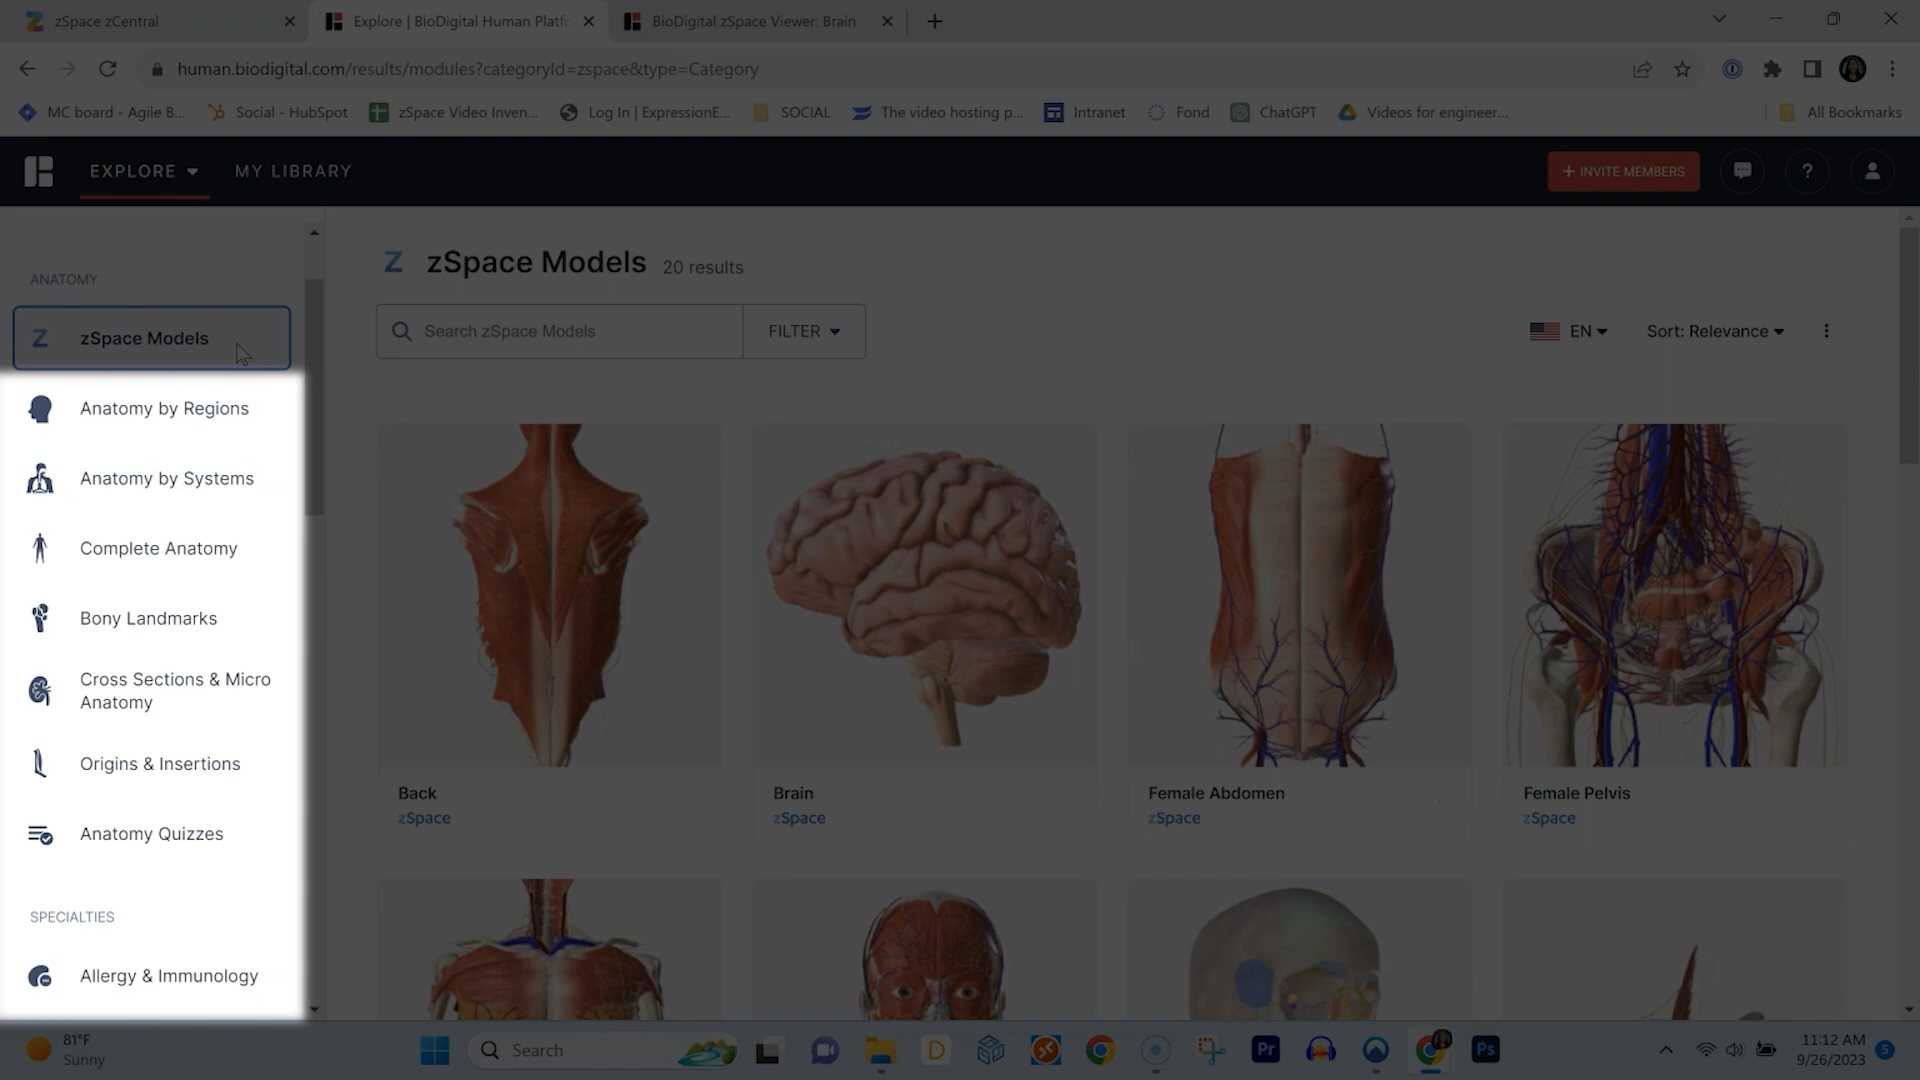 zSpace zCentral
Explore | BioDigital Human Platfo
BioDigital zSpace Viewer: Brain
human.biodigital.com/results/modules?categoryId=zspace&type=Category
MC board - Agile B...
Social - HubSpot
zSpace Video Inven...
Log In | ExpressionE...
SOCIAL
The video hosting p...
Intranet
Fond
ChatGPT
Videos for engineer...
All Bookmarks
EXPLORE
MY LIBRARY
+ INVITE MEMBERS
?
ANATOMY
Z zSpace Models
Anatomy by Regions
Anatomy by Systems
Complete Anatomy
Bony Landmarks
Cross Sections & Micro
Anatomy
Origins & Insertions
Anatomy Quizzes
SPECIALTIES
Allergy & Immunology
Z zSpace Models 20 results
Search zSpace Models
FILTER
EN
Sort: Relevance
Back
zSpace
Brain
zSpace
Female Abdomen
zSpace
Female Pelvis
zSpace
81°F
Sunny
Search
D
Pr
Ps
11:12 AM
9/26/2023
5